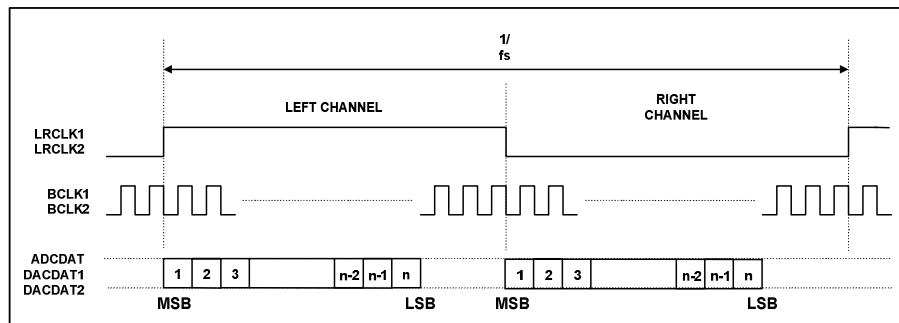 1/
fs
LEFT CHANNEL
RIGHT
CHANNEL
LRCLK1
LRCLK2
BCLK1
BCLK2
ADCDAT
DACDAT1
DACDAT2
1 2 3 n-2 n-1 n 1 2 3 n-2 n-1 n
MSB LSB MSB LSB